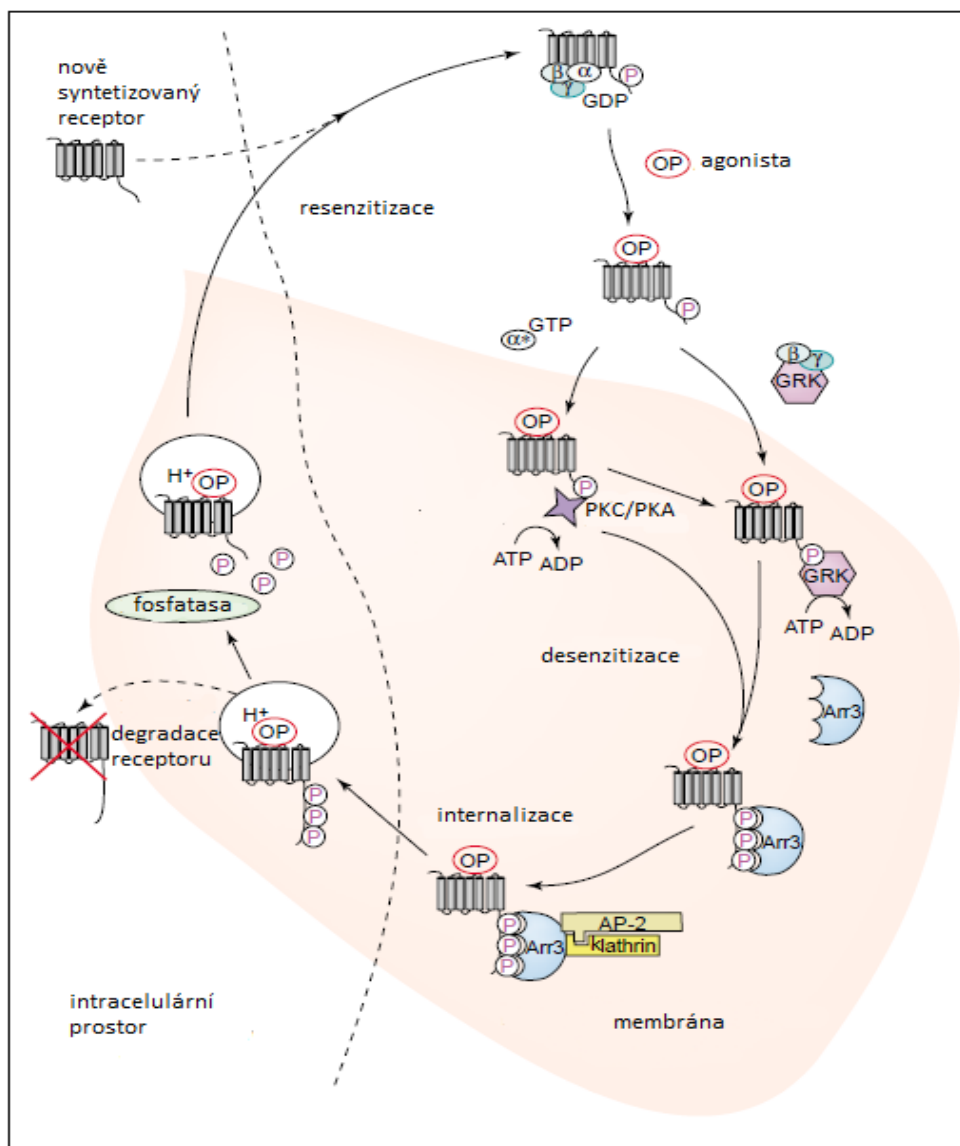 nově
syntetizovaný
receptor
β α
γ
GDP
P
OP agonista
resenzitizace
OP
P
GTP
α*
β γ
GRK
OP
P
PKC/PKA
ATP ADP
OP
P
GRK
ATP ADP
H+
OP
P
P
P
fosfatasa
desenzitizace
Arr3
H+
OP
degradace
receptoru
P
P
P
OP
P
P
P
Arr3
internalizace
OP
P
P
P
Arr3
AP-2
klathrin
intracelulární
prostor
membrána